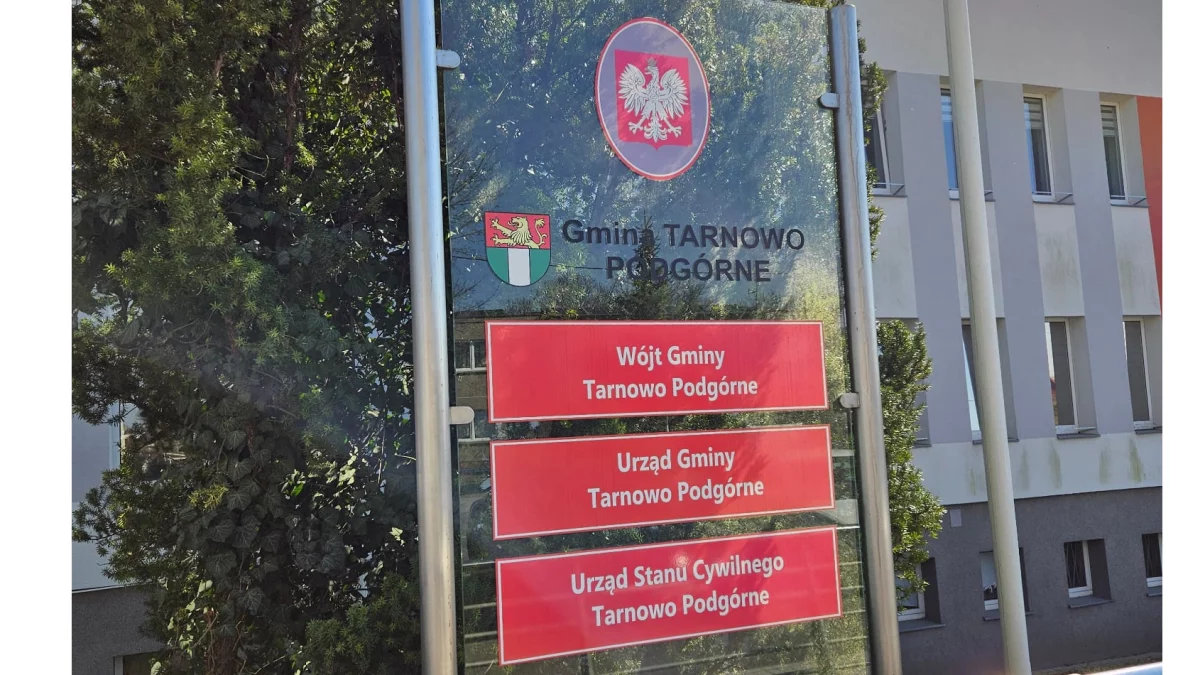 Gmina TARNOWO
PODGÓRNE
Wójt Gminy
Tarnowo Podgórne
Urząd Gminy
Tarnowo Podgórne
Urząd Stanu Cywilnego
Tarnowo Podgórne